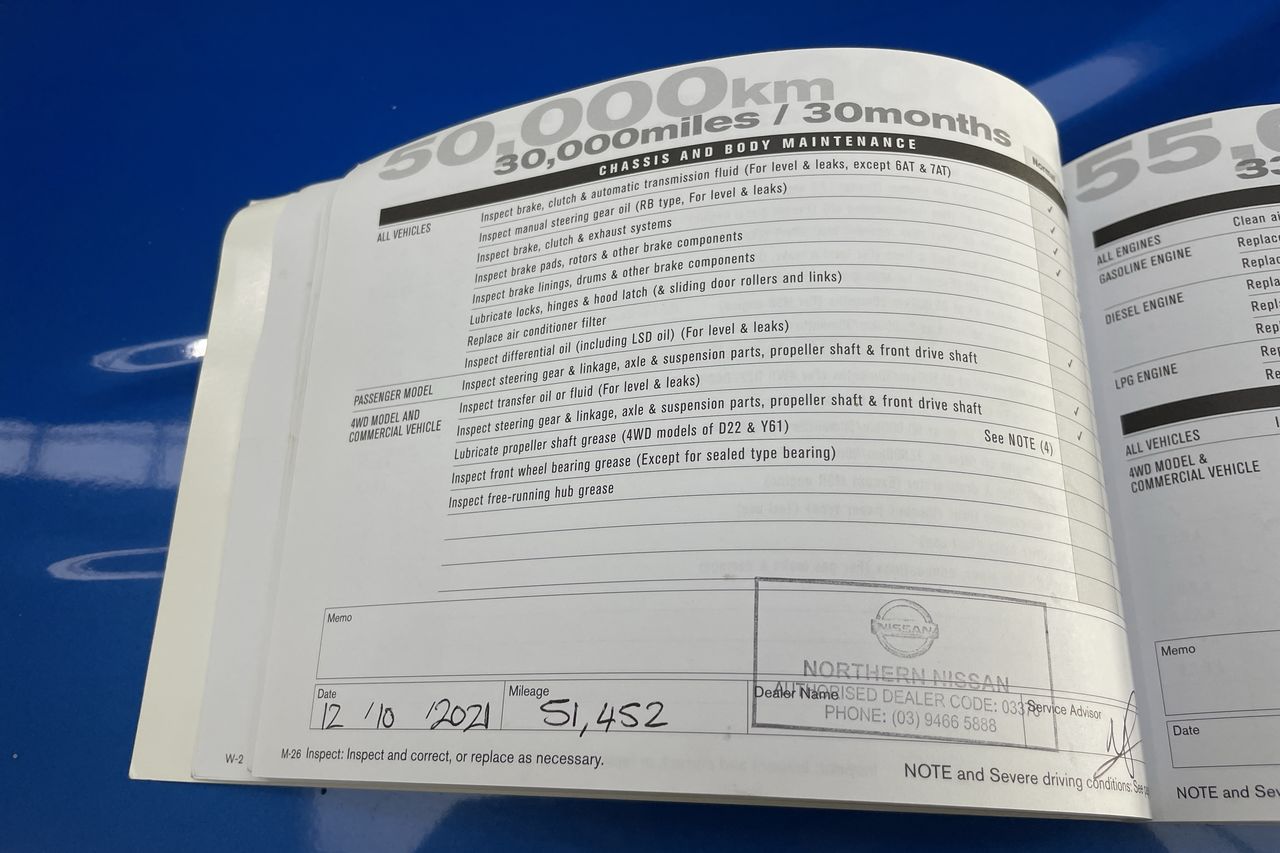 50,000km
30,000miles / 30months
CHASSIS AND BODY MAINTENANCE
ALL VEHICLES
Inspect brake, clutch & automatic transmission fluid (For level & leaks, except 6AT & 7AT) ✓
Inspect manual steering gear oil (RB type, For level & leaks) ✓
Inspect brake, clutch & exhaust systems ✓
Inspect brake pads, rotors & other brake components ✓
Inspect brake linings, drums & other brake components
Lubricate locks, hinges & hood latch (& sliding door rollers and links)
Replace air conditioner filter
Inspect differential oil (including LSD oil) (For level & leaks) ✓
PASSENGER MODEL
Inspect steering gear & linkage, axle & suspension parts, propeller shaft & front drive shaft
4WD MODEL AND
COMMERCIAL VEHICLE
Inspect transfer oil or fluid (For level & leaks) ✓
Inspect steering gear & linkage, axle & suspension parts, propeller shaft & front drive shaft ✓
Lubricate propeller shaft grease (4WD models of D22 & Y61) See NOTE (4)
Inspect front wheel bearing grease (Except for sealed type bearing)
Inspect free-running hub grease
Memo
NISSAN
NORTHERN NISSAN
AUTHORISED DEALER CODE: 0337
PHONE: (03) 9466 5888
Date
12 /10 /2021
Mileage
51,452
Dealer Name
Service Advisor
W-2
M-26 Inspect: Inspect and correct, or replace as necessary.
NOTE and Severe driving conditions: See
55,
33
ALL ENGINES
Clean
GASOLINE ENGINE
DIESEL ENGINE
LPG ENGINE
ALL VEHICLES
4WD MODEL &
COMMERCIAL VEHICLE
Memo
Date
NOTE and